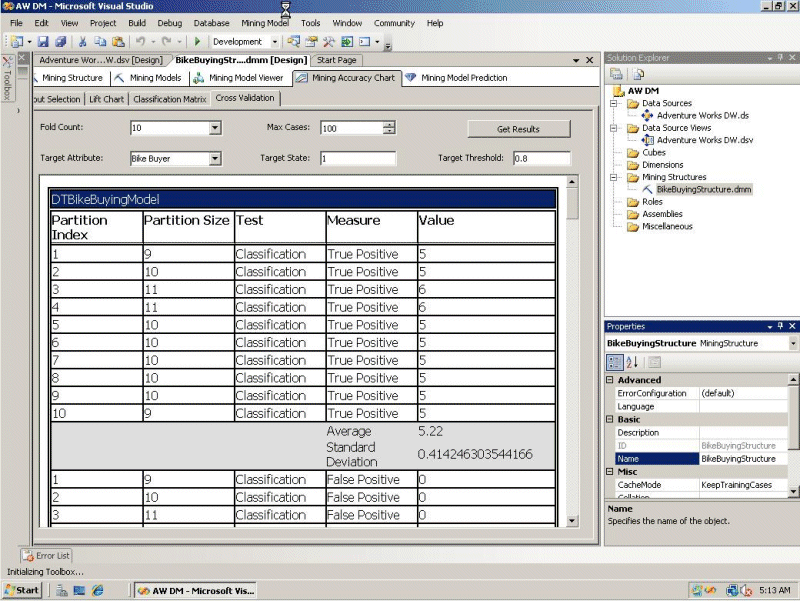 AW DM - Microsoft Visual Studio
File Edit View Project Build Debug Database Mining Model Tools Window Community Help
Development
Adventure Wor...W.dsv [Design] BikeBuyingStr....dmm [Design] Start Page
Mining Structure Mining Models Mining Model Viewer Mining Accuracy Chart Mining Model Prediction
out Selection Lift Chart Classification Matrix Cross Validation
Fold Count: 10 Max Cases: 100 Get Results
Target Attribute: Bike Buyer Target State: 1 Target Threshold: 0.8
DTBikeBuyingModel
Partition Index Partition Size Test Measure Value
1 9 Classification True Positive 5
2 10 Classification True Positive 5
3 11 Classification True Positive 6
4 11 Classification True Positive 6
5 10 Classification True Positive 5
6 10 Classification True Positive 5
7 10 Classification True Positive 5
8 10 Classification True Positive 5
9 10 Classification True Positive 5
10 9 Classification True Positive 5
Average 5.22
Standard Deviation 0.414246303544166
1 9 Classification False Positive 0
2 10 Classification False Positive 0
3 11 Classification False Positive 0
Toolbox
Solution Explorer
AW DM
Data Sources
Adventure Works DW.ds
Data Source Views
Adventure Works DW.dsv
Cubes
Dimensions
Mining Structures
BikeBuyingStructure.dmm
Roles
Assemblies
Miscellaneous
Properties
BikeBuyingStructure MiningStructure
Advanced
ErrorConfiguration (default)
Language
Basic
Description
ID BikeBuyingStructure
Name BikeBuyingStructure
Misc
CacheMode KeepTrainingCases
Collation
Name
Specifies the name of the object.
Error List
Initializing Toolbox...
Start AW DM - Microsoft Vis... 5:13 AM